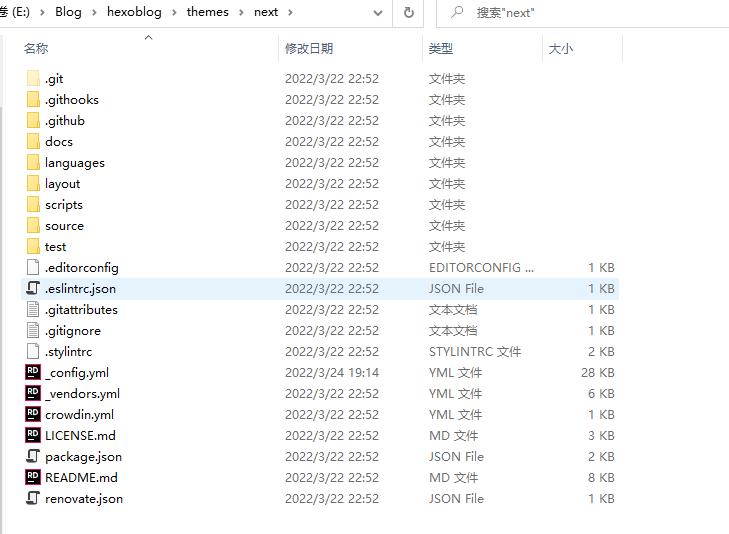 卷 (E:) › Blog › hexoblog › themes › next ›
搜索"next"
名称 修改日期 类型 大小
.git 2022/3/22 22:52 文件夹
.githooks 2022/3/22 22:52 文件夹
.github 2022/3/22 22:52 文件夹
docs 2022/3/22 22:52 文件夹
languages 2022/3/22 22:52 文件夹
layout 2022/3/22 22:52 文件夹
scripts 2022/3/22 22:52 文件夹
source 2022/3/22 22:52 文件夹
test 2022/3/22 22:52 文件夹
.editorconfig 2022/3/22 22:52 EDITORCONFIG ... 1 KB
.eslintrc.json 2022/3/22 22:52 JSON File 1 KB
.gitattributes 2022/3/22 22:52 文本文档 1 KB
.gitignore 2022/3/22 22:52 文本文档 1 KB
.stylintrc 2022/3/22 22:52 STYLINTRC 文件 2 KB
RD _config.yml 2022/3/24 19:14 YML 文件 28 KB
RD _vendors.yml 2022/3/22 22:52 YML 文件 6 KB
RD crowdin.yml 2022/3/22 22:52 YML 文件 1 KB
RD LICENSE.md 2022/3/22 22:52 MD 文件 3 KB
package.json 2022/3/22 22:52 JSON File 2 KB
RD README.md 2022/3/22 22:52 MD 文件 8 KB
renovate.json 2022/3/22 22:52 JSON File 1 KB